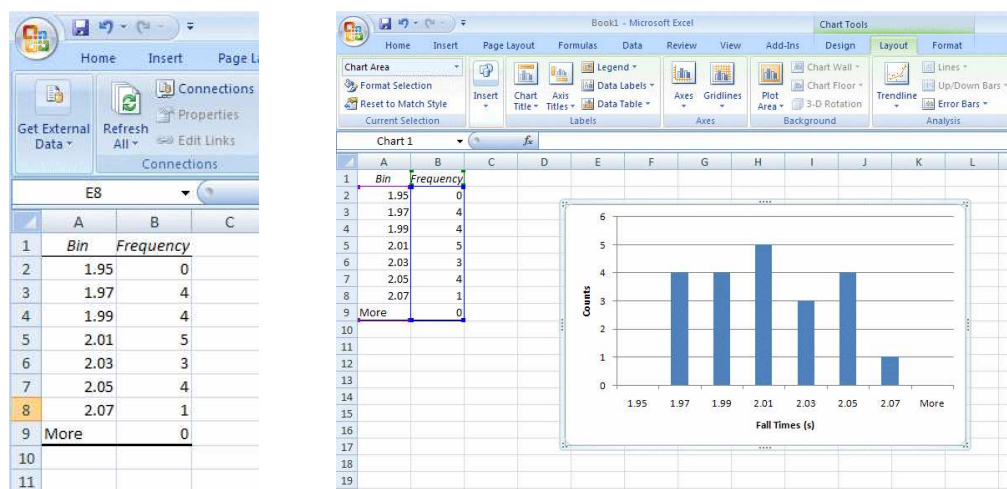 Home Insert Page La
Get External Data
Refresh All
Connections
Properties
Edit Links
Connections
E8
A B C
1 Bin Frequency
2 1.95 0
3 1.97 4
4 1.99 4
5 2.01 5
6 2.03 3
7 2.05 4
8 2.07 1
9 More 0
10
11
Book1 - Microsoft Excel Chart Tools
Home Insert Page Layout Formulas Data Review View Add-Ins Design Layout Format
Chart Area
Format Selection
Reset to Match Style
Current Selection
Insert
Chart Title
Axis Titles
Legend
Data Labels
Data Table
Labels
Axes
Gridlines
Axes
Plot Area
Chart Wall
Chart Floor
3-D Rotation
Background
Trendline
Lines
Up/Down Bars
Error Bars
Analysis
Chart 1 fx
A B C D E F G H I J K L
1 Bin Frequency
2 1.95 0
3 1.97 4
4 1.99 4
5 2.01 5
6 2.03 3
7 2.05 4
8 2.07 1
9 More 0
10
11
12
13
14
15
16
17
18
19
6
5
4
3
2
1
0
Counts
1.95 1.97 1.99 2.01 2.03 2.05 2.07 More
Fall Times (s)